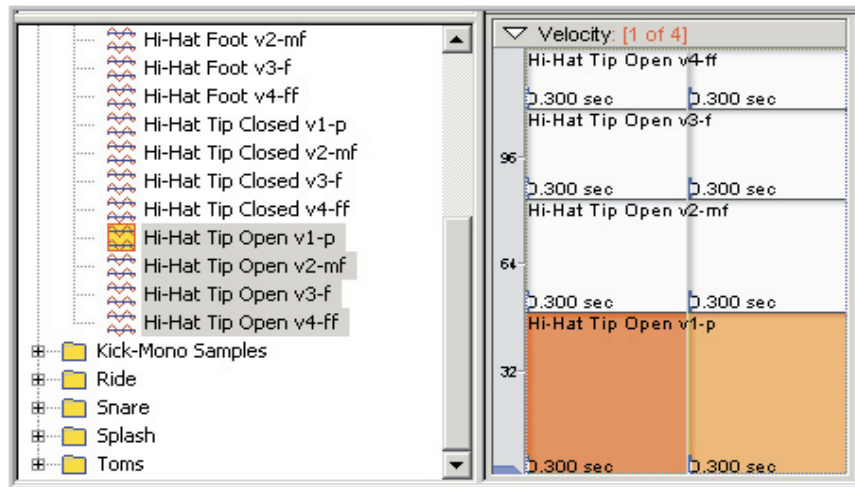 Hi-Hat Foot v2-mf
Hi-Hat Foot v3-f
Hi-Hat Foot v4-ff
Hi-Hat Tip Closed v1-p
Hi-Hat Tip Closed v2-mf
Hi-Hat Tip Closed v3-f
Hi-Hat Tip Closed v4-ff
Hi-Hat Tip Open v1-p
Hi-Hat Tip Open v2-mf
Hi-Hat Tip Open v3-f
Hi-Hat Tip Open v4-ff
Kick-Mono Samples
Ride
Snare
Splash
Toms
Velocity: [1 of 4]
Hi-Hat Tip Open v4-ff
0.300 sec 0.300 sec
Hi-Hat Tip Open v3-f
96
0.300 sec 0.300 sec
Hi-Hat Tip Open v2-mf
64
0.300 sec 0.300 sec
Hi-Hat Tip Open v1-p
32
0.300 sec 0.300 sec